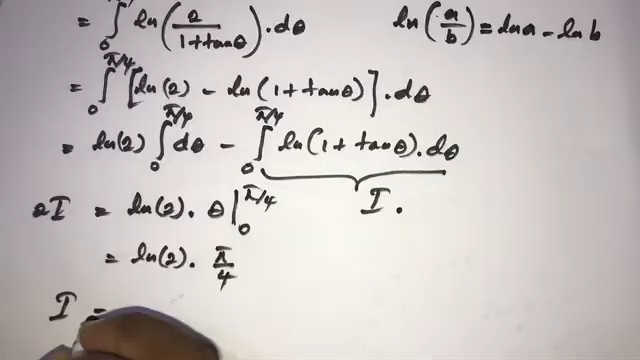 = ∫₀^{π/4} ln(2/(1+tanθ)).dθ ln(a/b) = ln a - ln b
= ∫₀^{π/4} [ln(2) - ln(1+tanθ)].dθ
= ln(2) ∫₀^{π/4} dθ - ∫₀^{π/4} ln(1+tanθ).dθ
2I = ln(2). θ|₀^{π/4} I.
= ln(2). π/4
I =